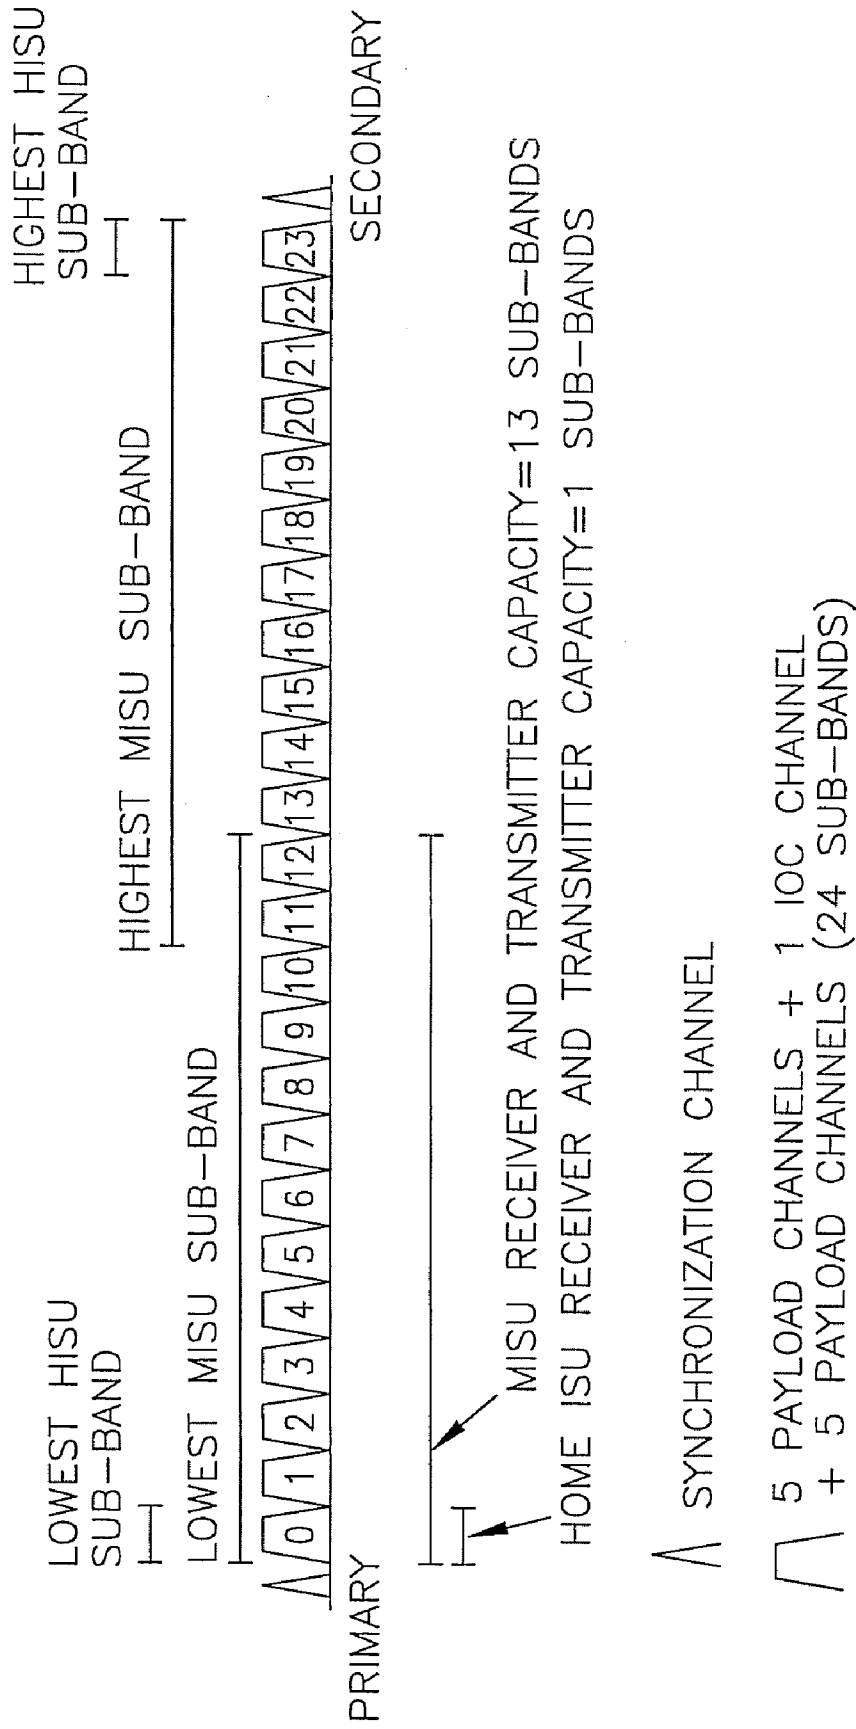 LOWEST HISU
SUB-BAND
HIGHEST HISU
SUB-BAND
HIGHEST MISU SUB-BAND
LOWEST MISU SUB-BAND
0 1 2 3 4 5 6 7 8 9 10 11 12 13 14 15 16 17 18 19 20 21 22 23
PRIMARY
SECONDARY
MISU RECEIVER AND TRANSMITTER CAPACITY=13 SUB-BANDS
HOME ISU RECEIVER AND TRANSMITTER CAPACITY=1 SUB-BANDS
SYNCHRONIZATION CHANNEL
5 PAYLOAD CHANNELS + 1 IOC CHANNEL
+ 5 PAYLOAD CHANNELS (24 SUB-BANDS)